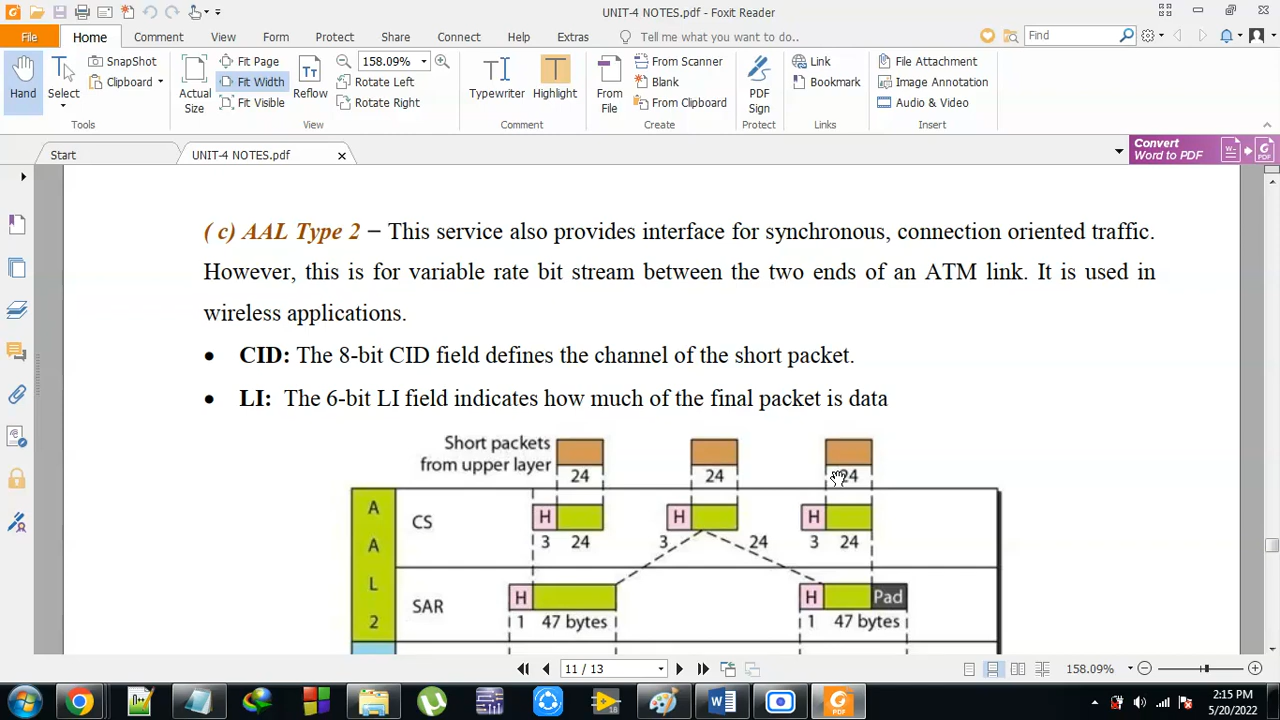 UNIT-4 NOTES.pdf - Foxit Reader
File Home Comment View Form Protect Share Connect Help Extras Tell me what you want to do.. Find
Hand
Select
SnapShot
Clipboard
Tools
Actual
Size
Fit Page
Fit Width
Fit Visible
Reflow
158.09%
Rotate Left
Rotate Right
View
Typewriter
Highlight
Comment
From
File
From Scanner
Blank
From Clipboard
Create
PDF
Sign
Protect
Link
Bookmark
Links
File Attachment
Image Annotation
Audio & Video
Insert
Start UNIT-4 NOTES.pdf
Convert
Word to PDF
( c) AAL Type 2 – This service also provides interface for synchronous, connection oriented traffic.
However, this is for variable rate bit stream between the two ends of an ATM link. It is used in
wireless applications.
• CID: The 8-bit CID field defines the channel of the short packet.
• LI: The 6-bit LI field indicates how much of the final packet is data
Short packets
from upper layer
24 24 24
A
A
L
2
CS
H H H
3 24 3 24 3 24
SAR
H H Pad
1 47 bytes 1 47 bytes
11 / 13 158.09%
2:15 PM
5/20/2022